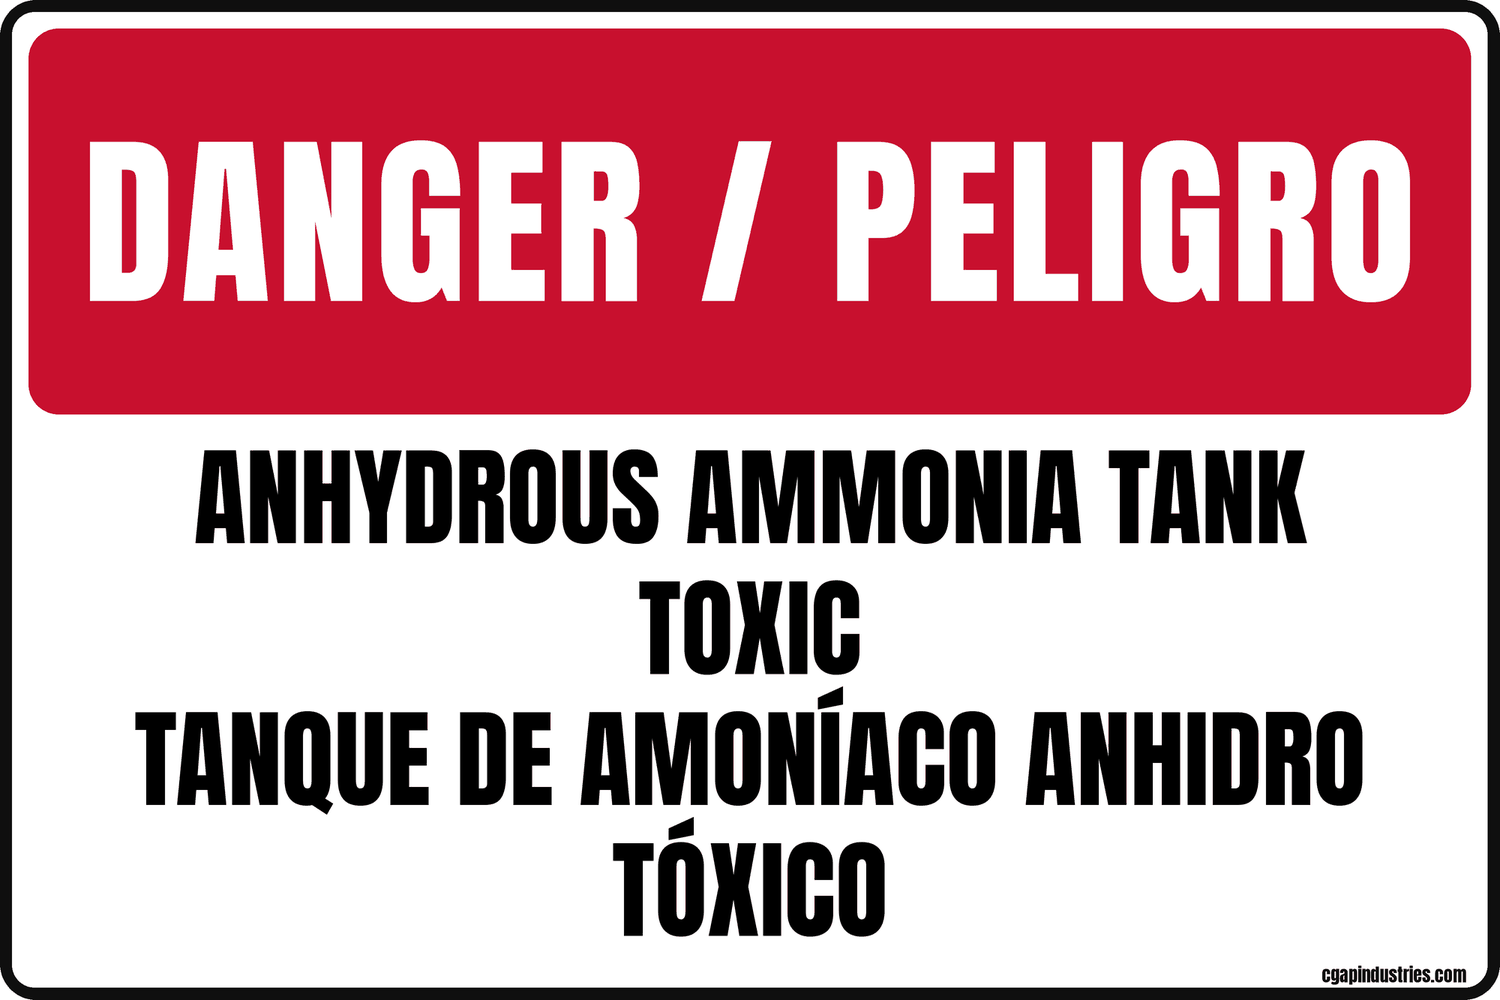 DANGER / PELIGRO
ANHYDROUS AMMONIA TANK
TOXIC
TANQUE DE AMONÍACO ANHIDRO
TÓXICO
cgapindustries.com